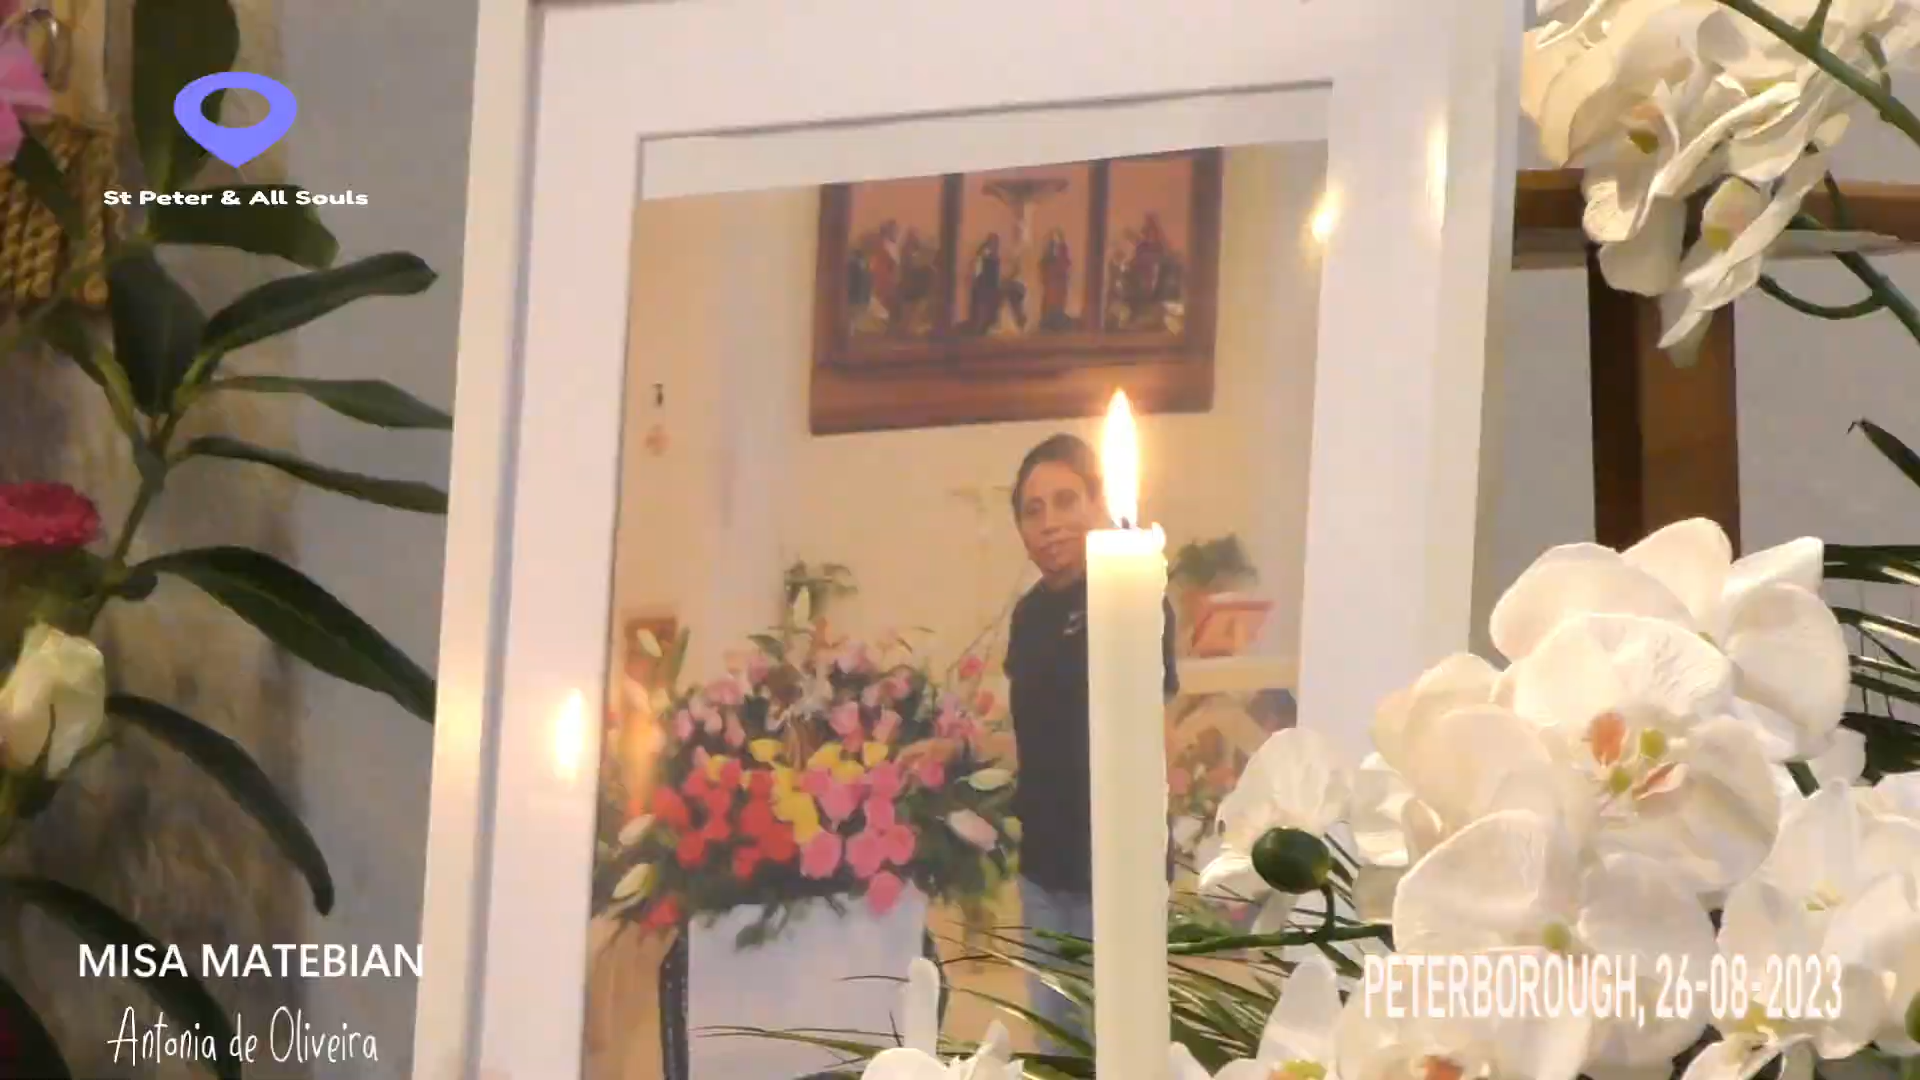 St Peter & All Souls
MISA MATEBIAN
Antonia de Oliveira
PETERBOROUGH, 26-08-2023